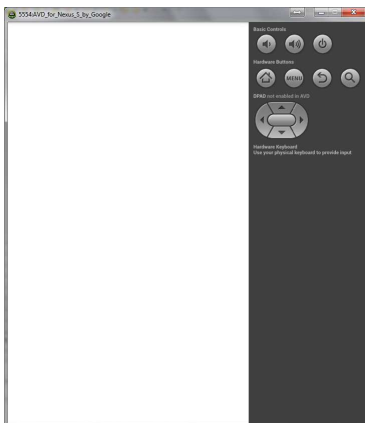 5554:AVD_for_Nexus_S_by_Google
Basic Controls
Hardware Buttons
MENU
DPAD not enabled in AVD
Hardware Keyboard
Use your physical keyboard to provide input